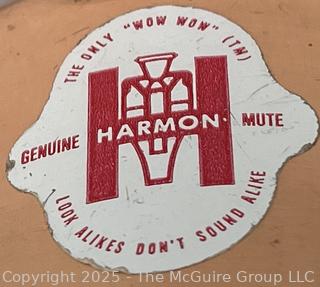 THE ONLY "WOW WOW" (TM)
GENUINE HARMON· MUTE
LOOK ALIKES DON'T SOUND ALIKE
Copyright 2025 - The McGuire Group LLC